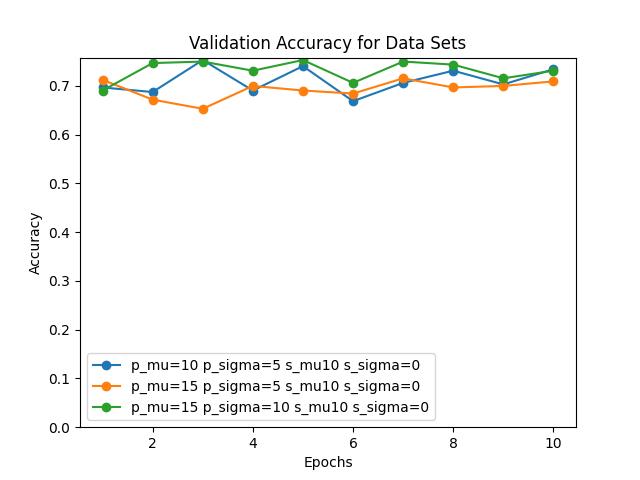 Validation Accuracy for Data Sets
Accuracy
0.7
0.6
0.5
0.4
0.3
0.2
0.1
0.0
p_mu=10 p_sigma=5 s_mu10 s_sigma=0
p_mu=15 p_sigma=5 s_mu10 s_sigma=0
p_mu=15 p_sigma=10 s_mu10 s_sigma=0
2 4 6 8 10
Epochs